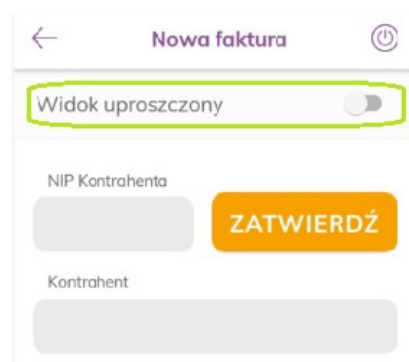 Nowa faktura
Widok uproszczony
NIP Kontrahenta
ZATWIERDŹ
Kontrahent